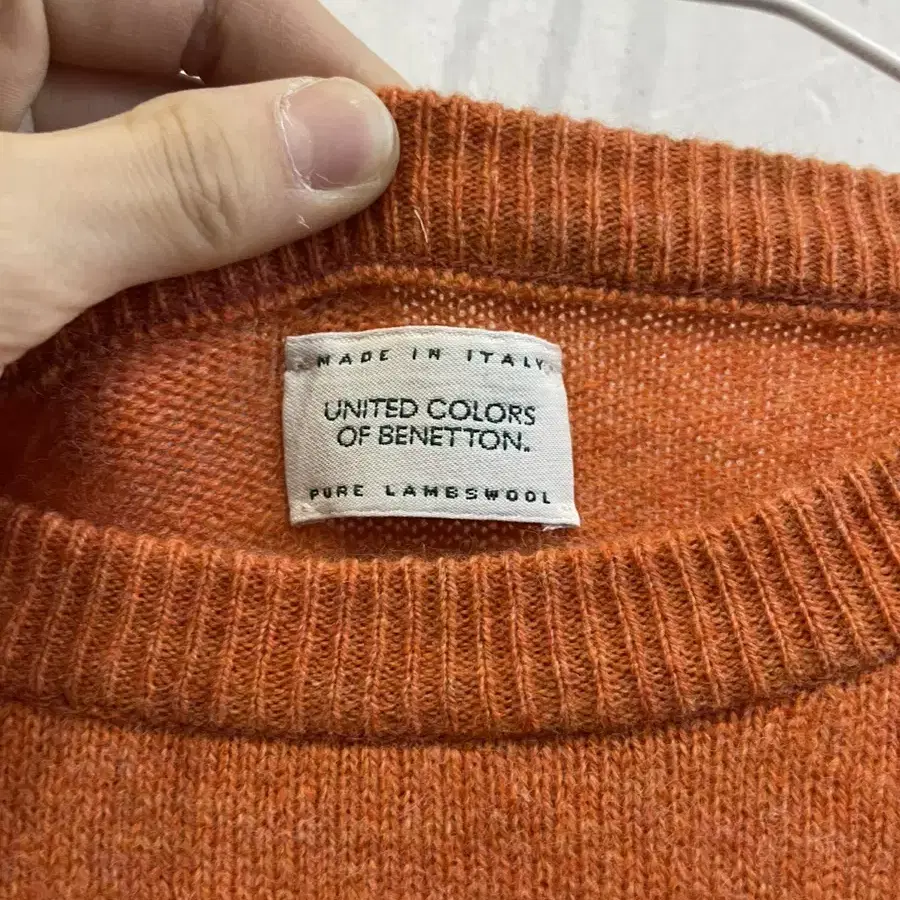 MADE IN ITALY
UNITED COLORS
OF BENETTON.
PURE LAMBSWOOL